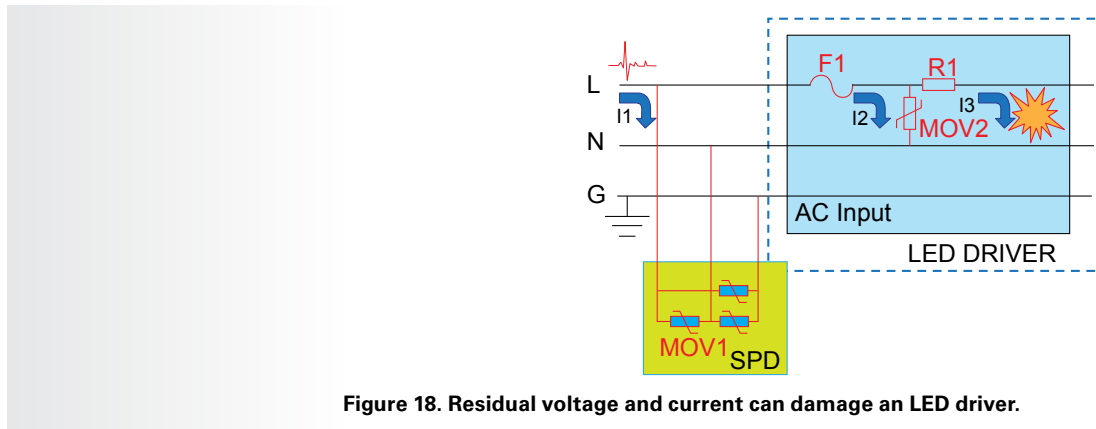 F1
R1
L
I1
I2
I3
MOV2
N
G
AC Input
LED DRIVER
MOV1
SPD
Figure 18. Residual voltage and current can damage an LED driver.